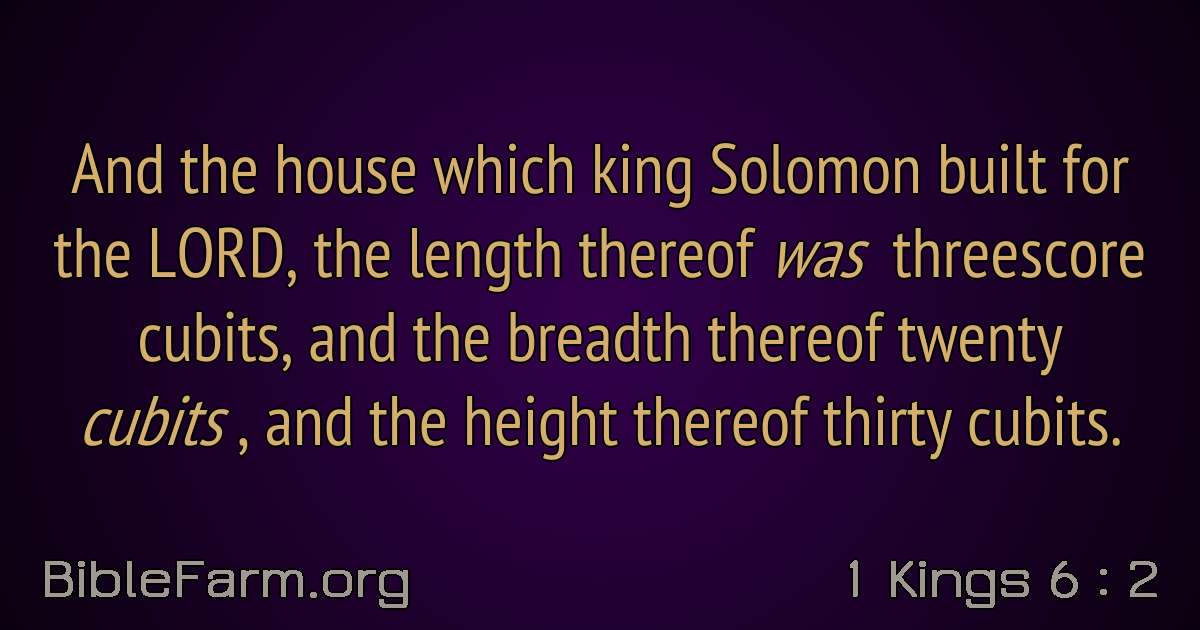 And the house which king Solomon built for
the LORD, the length thereof was threescore
cubits, and the breadth thereof twenty
cubits , and the height thereof thirty cubits.
BibleFarm.org
1 Kings 6 : 2